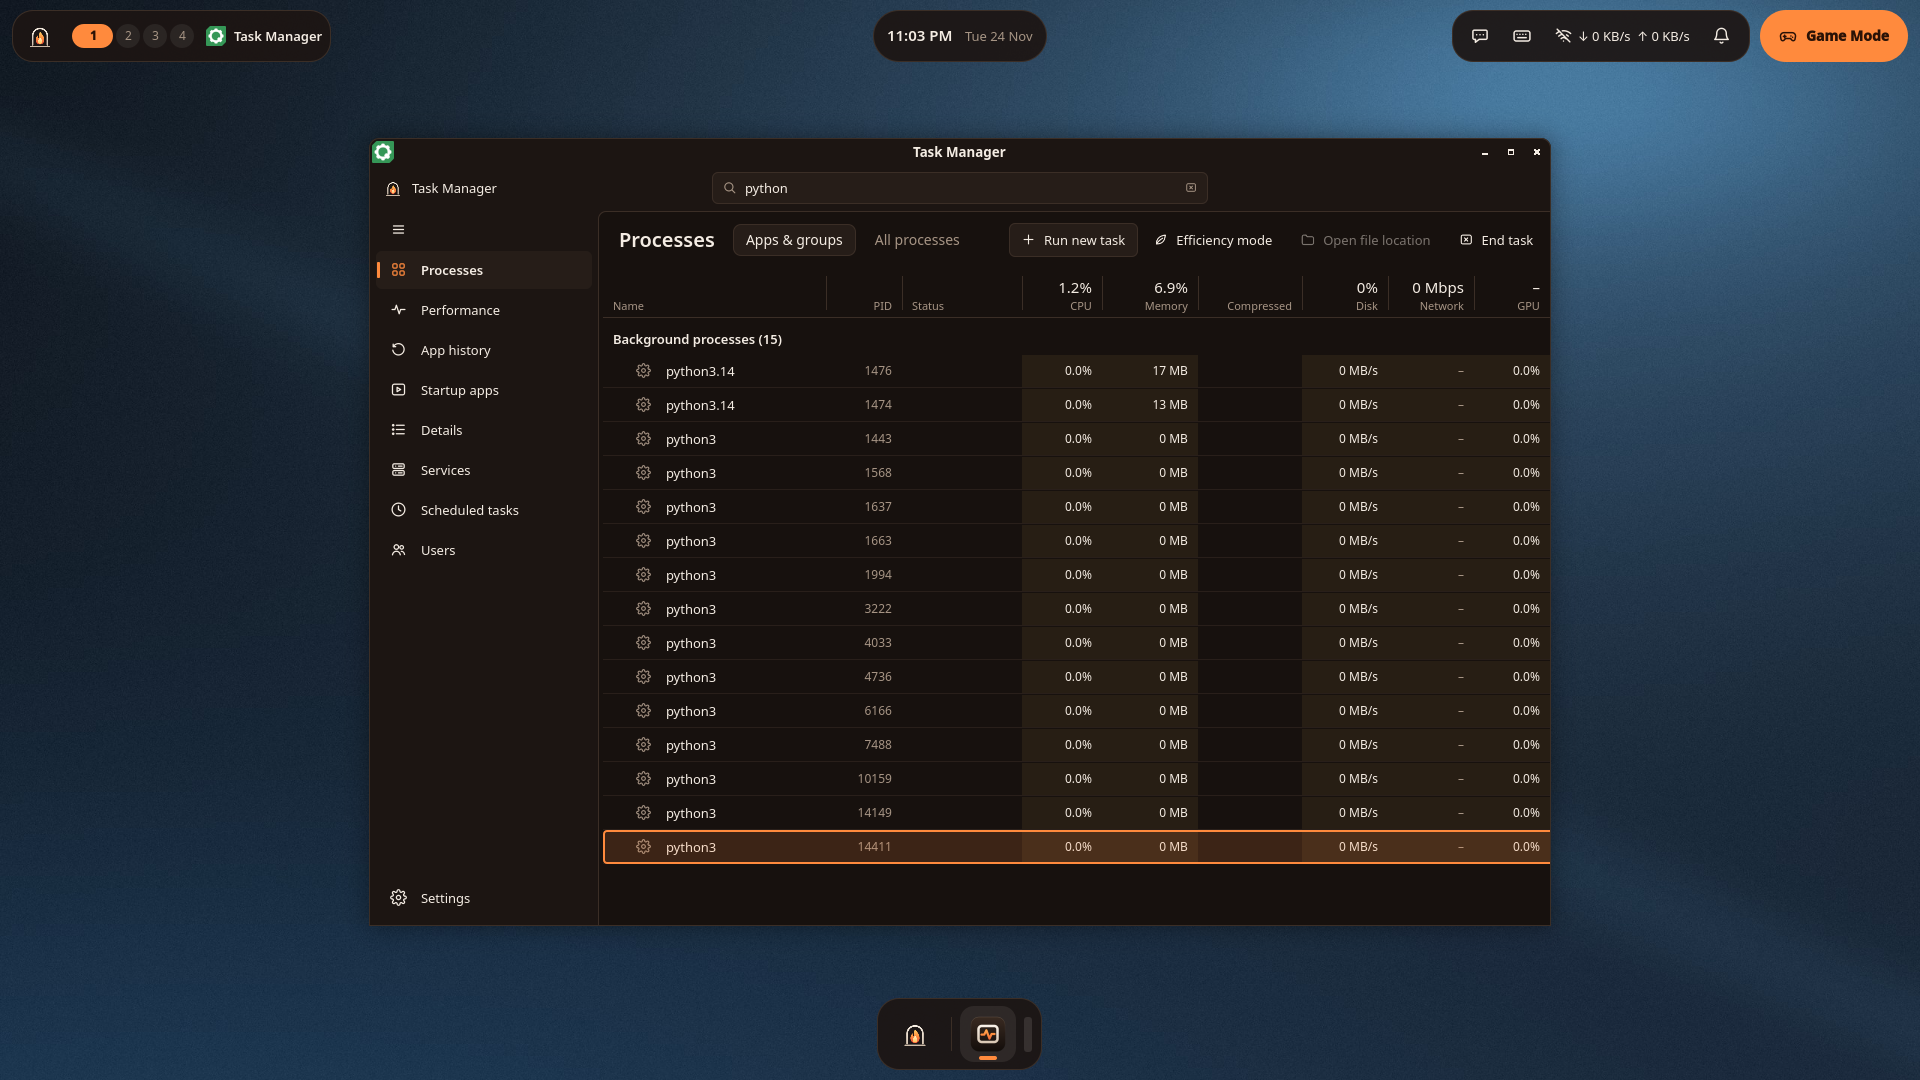 1 2 3 4 Task Manager 11:03 PM Tue 24 Nov 0 KB/s 0 KB/s Game Mode
Task Manager
Task Manager python
Processes Apps & groups All processes Run new task Efficiency mode Open file location End task
Processes
Performance
App history
Startup apps
Details
Services
Scheduled tasks
Users
Settings
1.2% 6.9% 0% 0 Mbps –
Name PID Status CPU Memory Compressed Disk Network GPU
Background processes (15)
python3.14 1476 0.0% 17 MB 0 MB/s – 0.0%
python3.14 1474 0.0% 13 MB 0 MB/s – 0.0%
python3 1443 0.0% 0 MB 0 MB/s – 0.0%
python3 1568 0.0% 0 MB 0 MB/s – 0.0%
python3 1637 0.0% 0 MB 0 MB/s – 0.0%
python3 1663 0.0% 0 MB 0 MB/s – 0.0%
python3 1994 0.0% 0 MB 0 MB/s – 0.0%
python3 3222 0.0% 0 MB 0 MB/s – 0.0%
python3 4033 0.0% 0 MB 0 MB/s – 0.0%
python3 4736 0.0% 0 MB 0 MB/s – 0.0%
python3 6166 0.0% 0 MB 0 MB/s – 0.0%
python3 7488 0.0% 0 MB 0 MB/s – 0.0%
python3 10159 0.0% 0 MB 0 MB/s – 0.0%
python3 14149 0.0% 0 MB 0 MB/s – 0.0%
python3 14411 0.0% 0 MB 0 MB/s – 0.0%